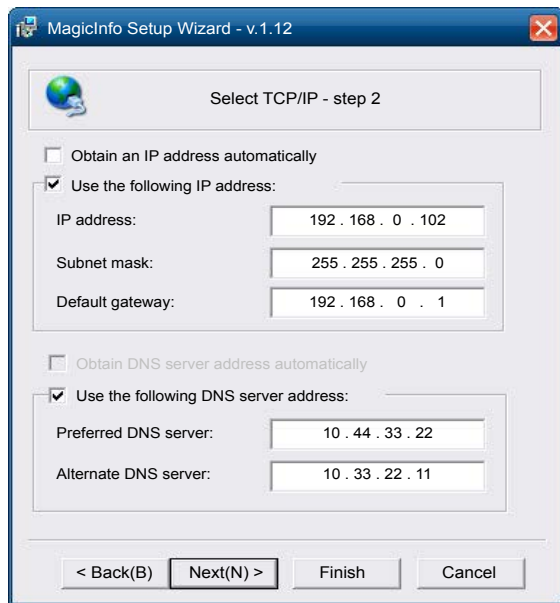 MagicInfo Setup Wizard - v.1.12
Select TCP/IP - step 2
Obtain an IP address automatically
Use the following IP address:
IP address: 192 . 168 . 0 . 102
Subnet mask: 255 . 255 . 255 . 0
Default gateway: 192 . 168 . 0 . 1
Obtain DNS server address automatically
Use the following DNS server address:
Preferred DNS server: 10 . 44 . 33 . 22
Alternate DNS server: 10 . 33 . 22 . 11
< Back(B) Next(N) > Finish Cancel